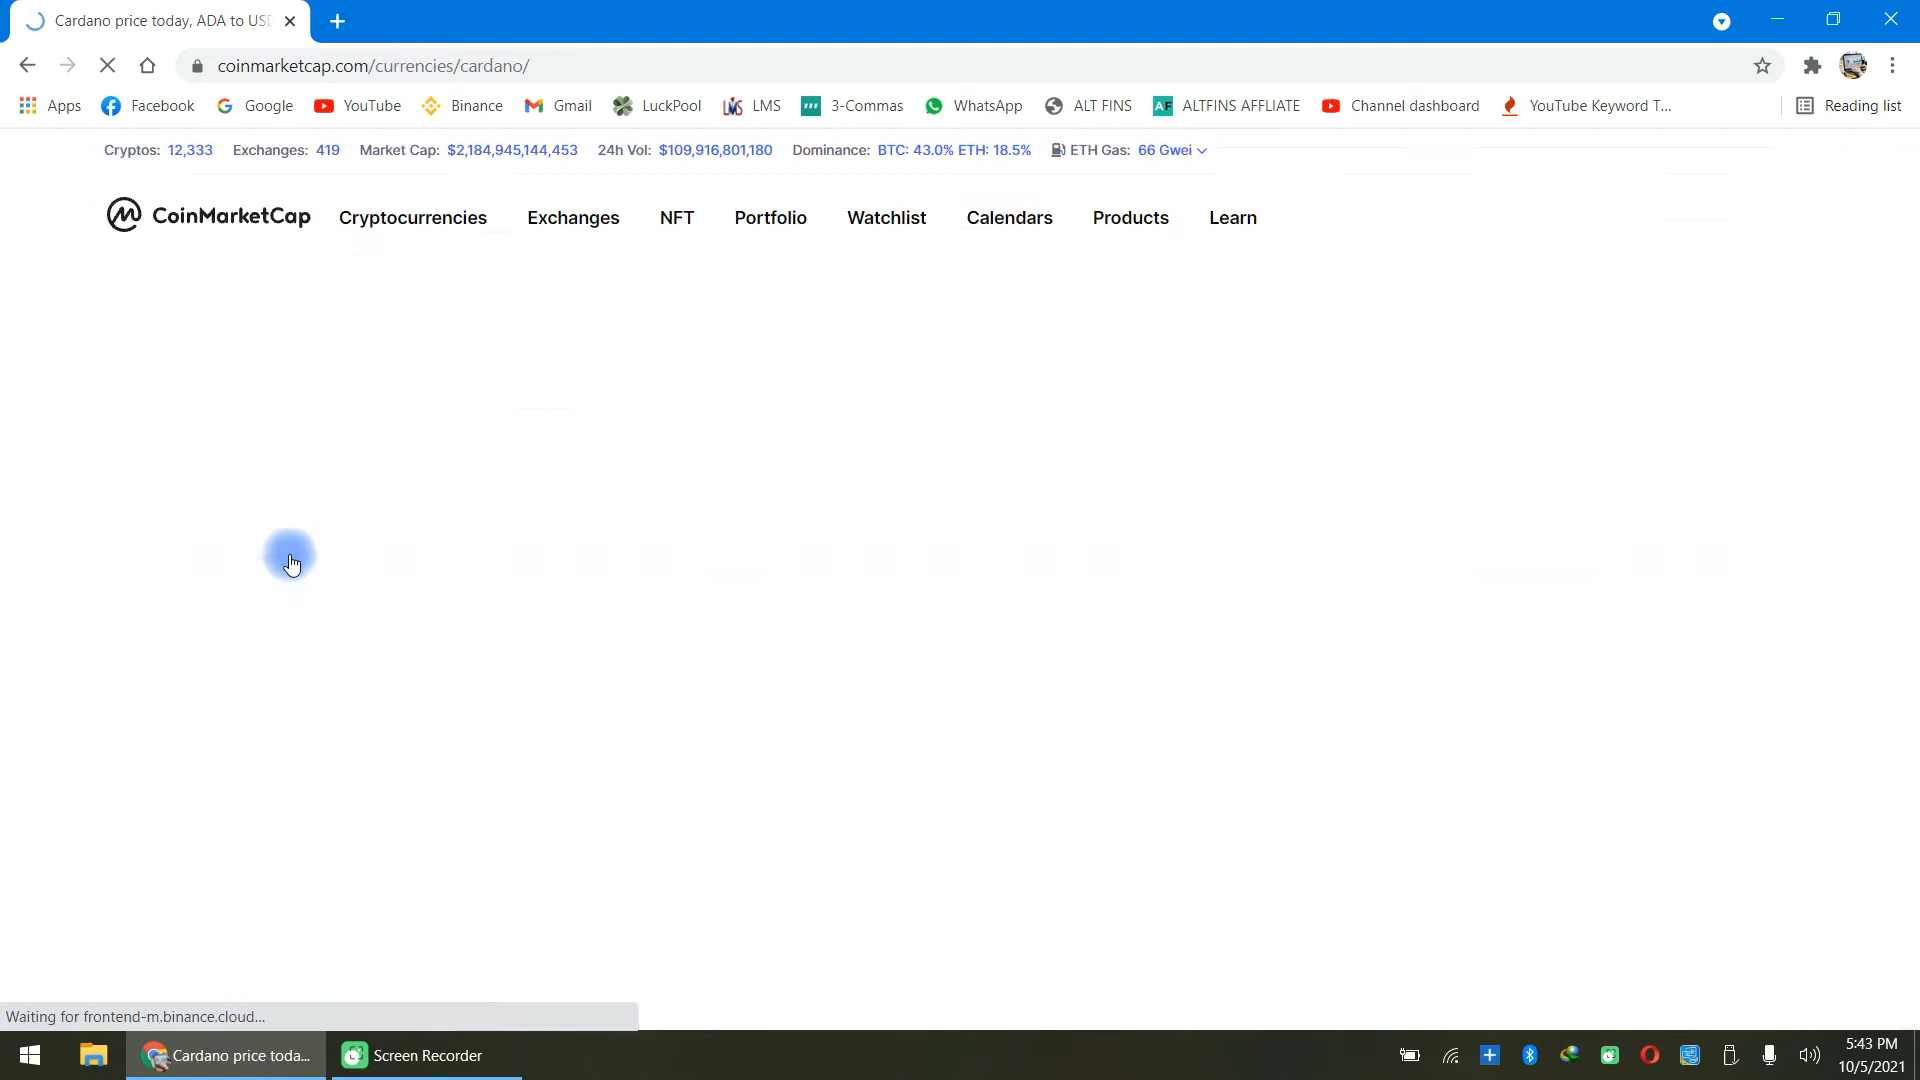 Cardano price today, ADA to USD
coinmarketcap.com/currencies/cardano/
Apps Facebook Google YouTube Binance Gmail LuckPool LMS 3-Commas WhatsApp ALT FINS AF ALTFINS AFFLIATE Channel dashboard YouTube Keyword T... Reading list
Cryptos: 12,333 Exchanges: 419 Market Cap: $2,184,945,144,453 24h Vol: $109,916,801,180 Dominance: BTC: 43.0% ETH: 18.5% ETH Gas: 66 Gwei
CoinMarketCap Cryptocurrencies Exchanges NFT Portfolio Watchlist Calendars Products Learn
Waiting for frontend-m.binance.cloud...
Cardano price toda... Screen Recorder
5:43 PM
10/5/2021